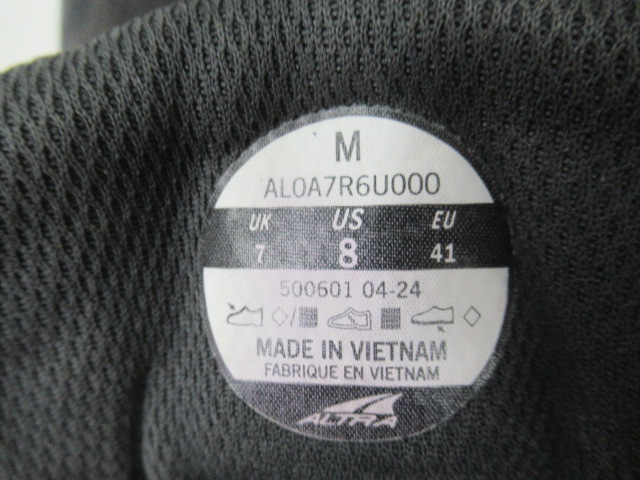 M
AL0A7R6U000
UK US EU
7 8 41
500601 04-24
MADE IN VIETNAM
FABRIQUE EN VIETNAM
ALTRA